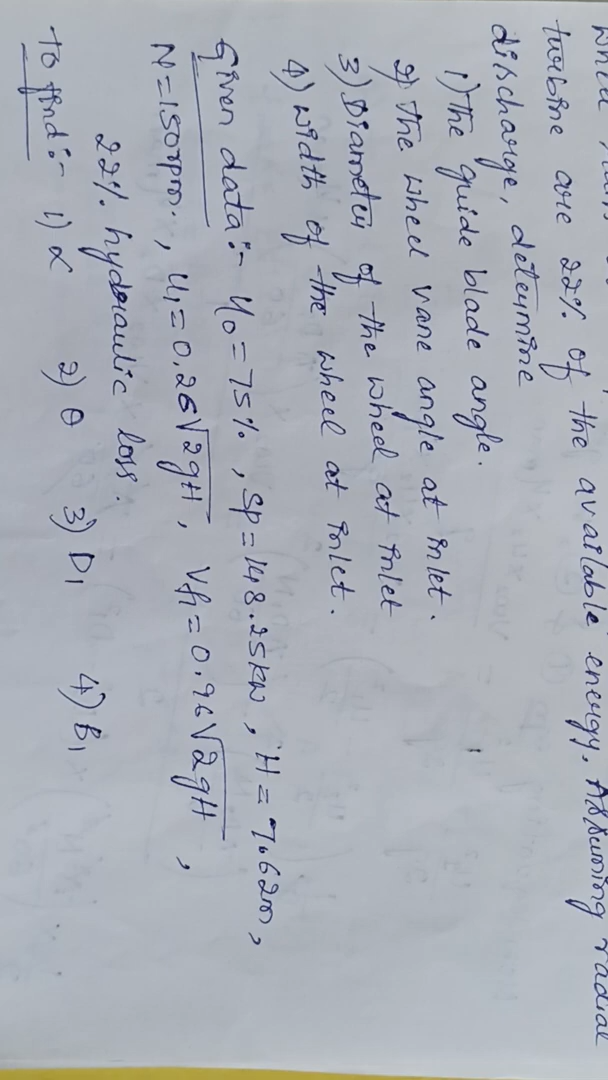 turbine are 22% of the available energy. Assuming radial
discharge, determine
1) The guide blade angle.
2) The wheel vane angle at inlet.
3) Diameter of the wheel at inlet
4) width of the wheel at inlet.
Given data:- η₀ = 75%, SP = 148.25kW, H = 7.62m,
N = 150rpm., u₁ = 0.26√2gH, Vf₁ = 0.96√2gH,
22% hydraulic loss.
To find:- 1) α 2) θ 3) D₁ 4) B₁